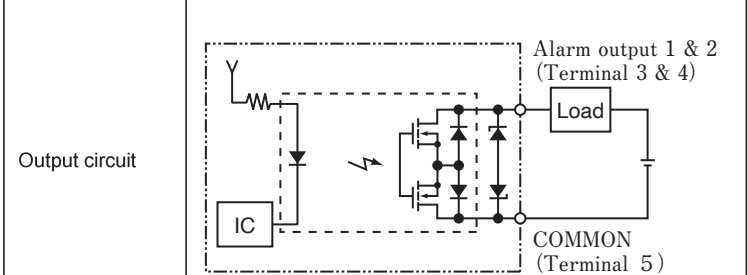 Output circuit
Alarm output 1 & 2
(Terminal 3 & 4)
Load
IC
COMMON
(Terminal 5)